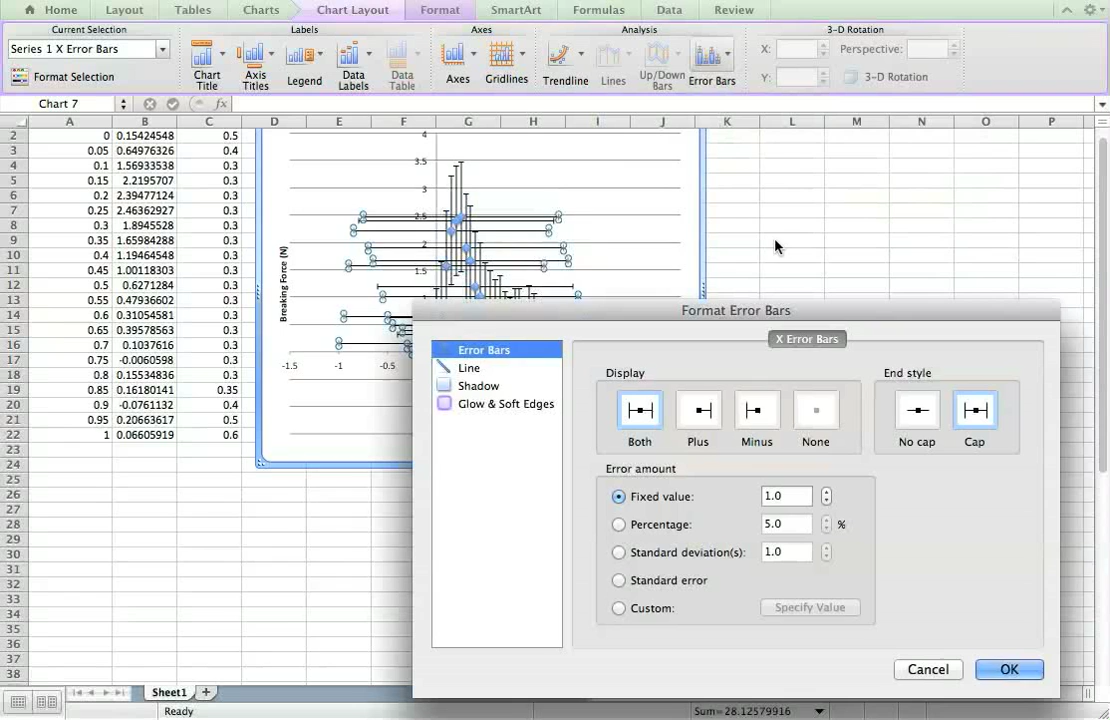 Home Layout Tables Charts Chart Layout Format SmartArt Formulas Data Review
Current Selection Labels Axes Analysis 3-D Rotation
Series 1 X Error Bars
Format Selection
Chart Title
Axis Titles
Legend
Data Labels
Data Table
Axes
Gridlines
Trendline
Lines
Up/Down Bars
Error Bars
X: Perspective:
Y: 3-D Rotation
Chart 7 fx
A B C D E F G H I J K L M N O P
2 0 0.15424548 0.5
3 0.05 0.64976326 0.4
4 0.1 1.56933538 0.3
5 0.15 2.2195707 0.3
6 0.2 2.39477124 0.3
7 0.25 2.46362927 0.3
8 0.3 1.8945528 0.3
9 0.35 1.65984288 0.3
10 0.4 1.19464548 0.3
11 0.45 1.00118303 0.3
12 0.5 0.6271284 0.3
13 0.55 0.47936602 0.3
14 0.6 0.31054581 0.3
15 0.65 0.39578563 0.3
16 0.7 0.1037616 0.3
17 0.75 -0.0060598 0.3
18 0.8 0.15534836 0.3
19 0.85 0.16180141 0.35
20 0.9 -0.0761132 0.4
21 0.95 0.20663617 0.5
22 1 0.06605919 0.6
23
24
25
26
27
28
29
30
31
32
33
34
35
36
37
38
4
3.5
3
2.5
2
1.5
1
Breaking Force (N)
-1.5 -1 -0.5
Format Error Bars
X Error Bars
Error Bars
Line
Shadow
Glow & Soft Edges
Display End style
Both Plus Minus None No cap Cap
Error amount
Fixed value: 1.0
Percentage: 5.0 %
Standard deviation(s): 1.0
Standard error
Custom: Specify Value
Cancel OK
Sheet1
Ready Sum=28.12579916